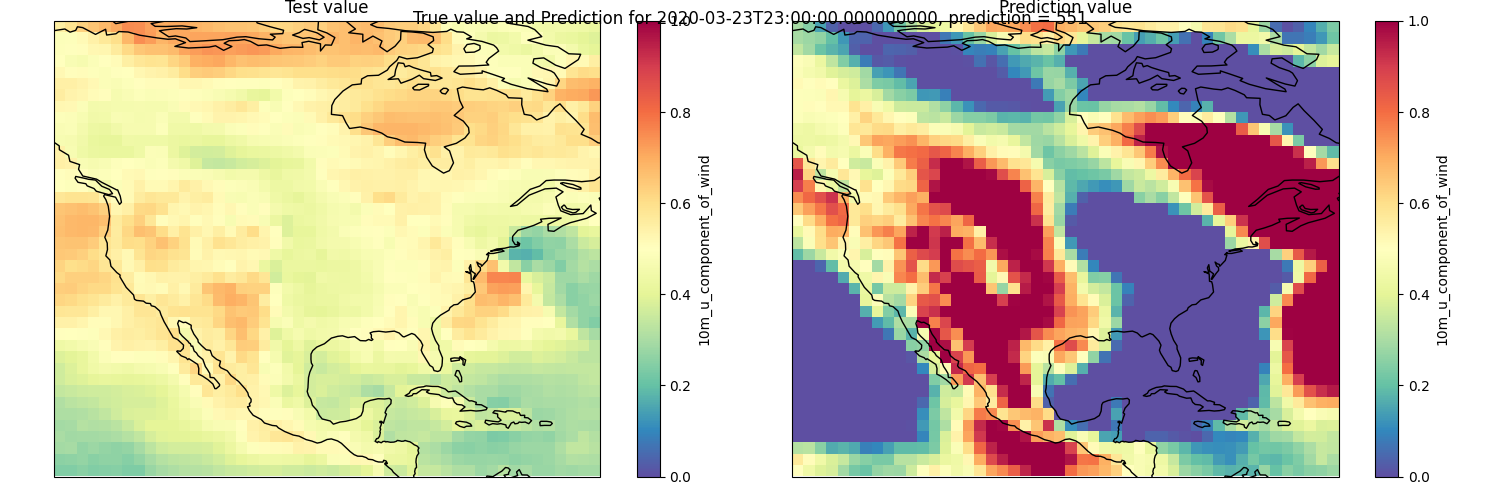 Test value
Prediction value
True value and Prediction for 2020-03-23T23:00:00.000000000, prediction = 551
1.0
0.8
0.6
0.4
0.2
0.0
10m_u_component_of_wind
1.0
0.8
0.6
0.4
0.2
0.0
10m_u_component_of_wind